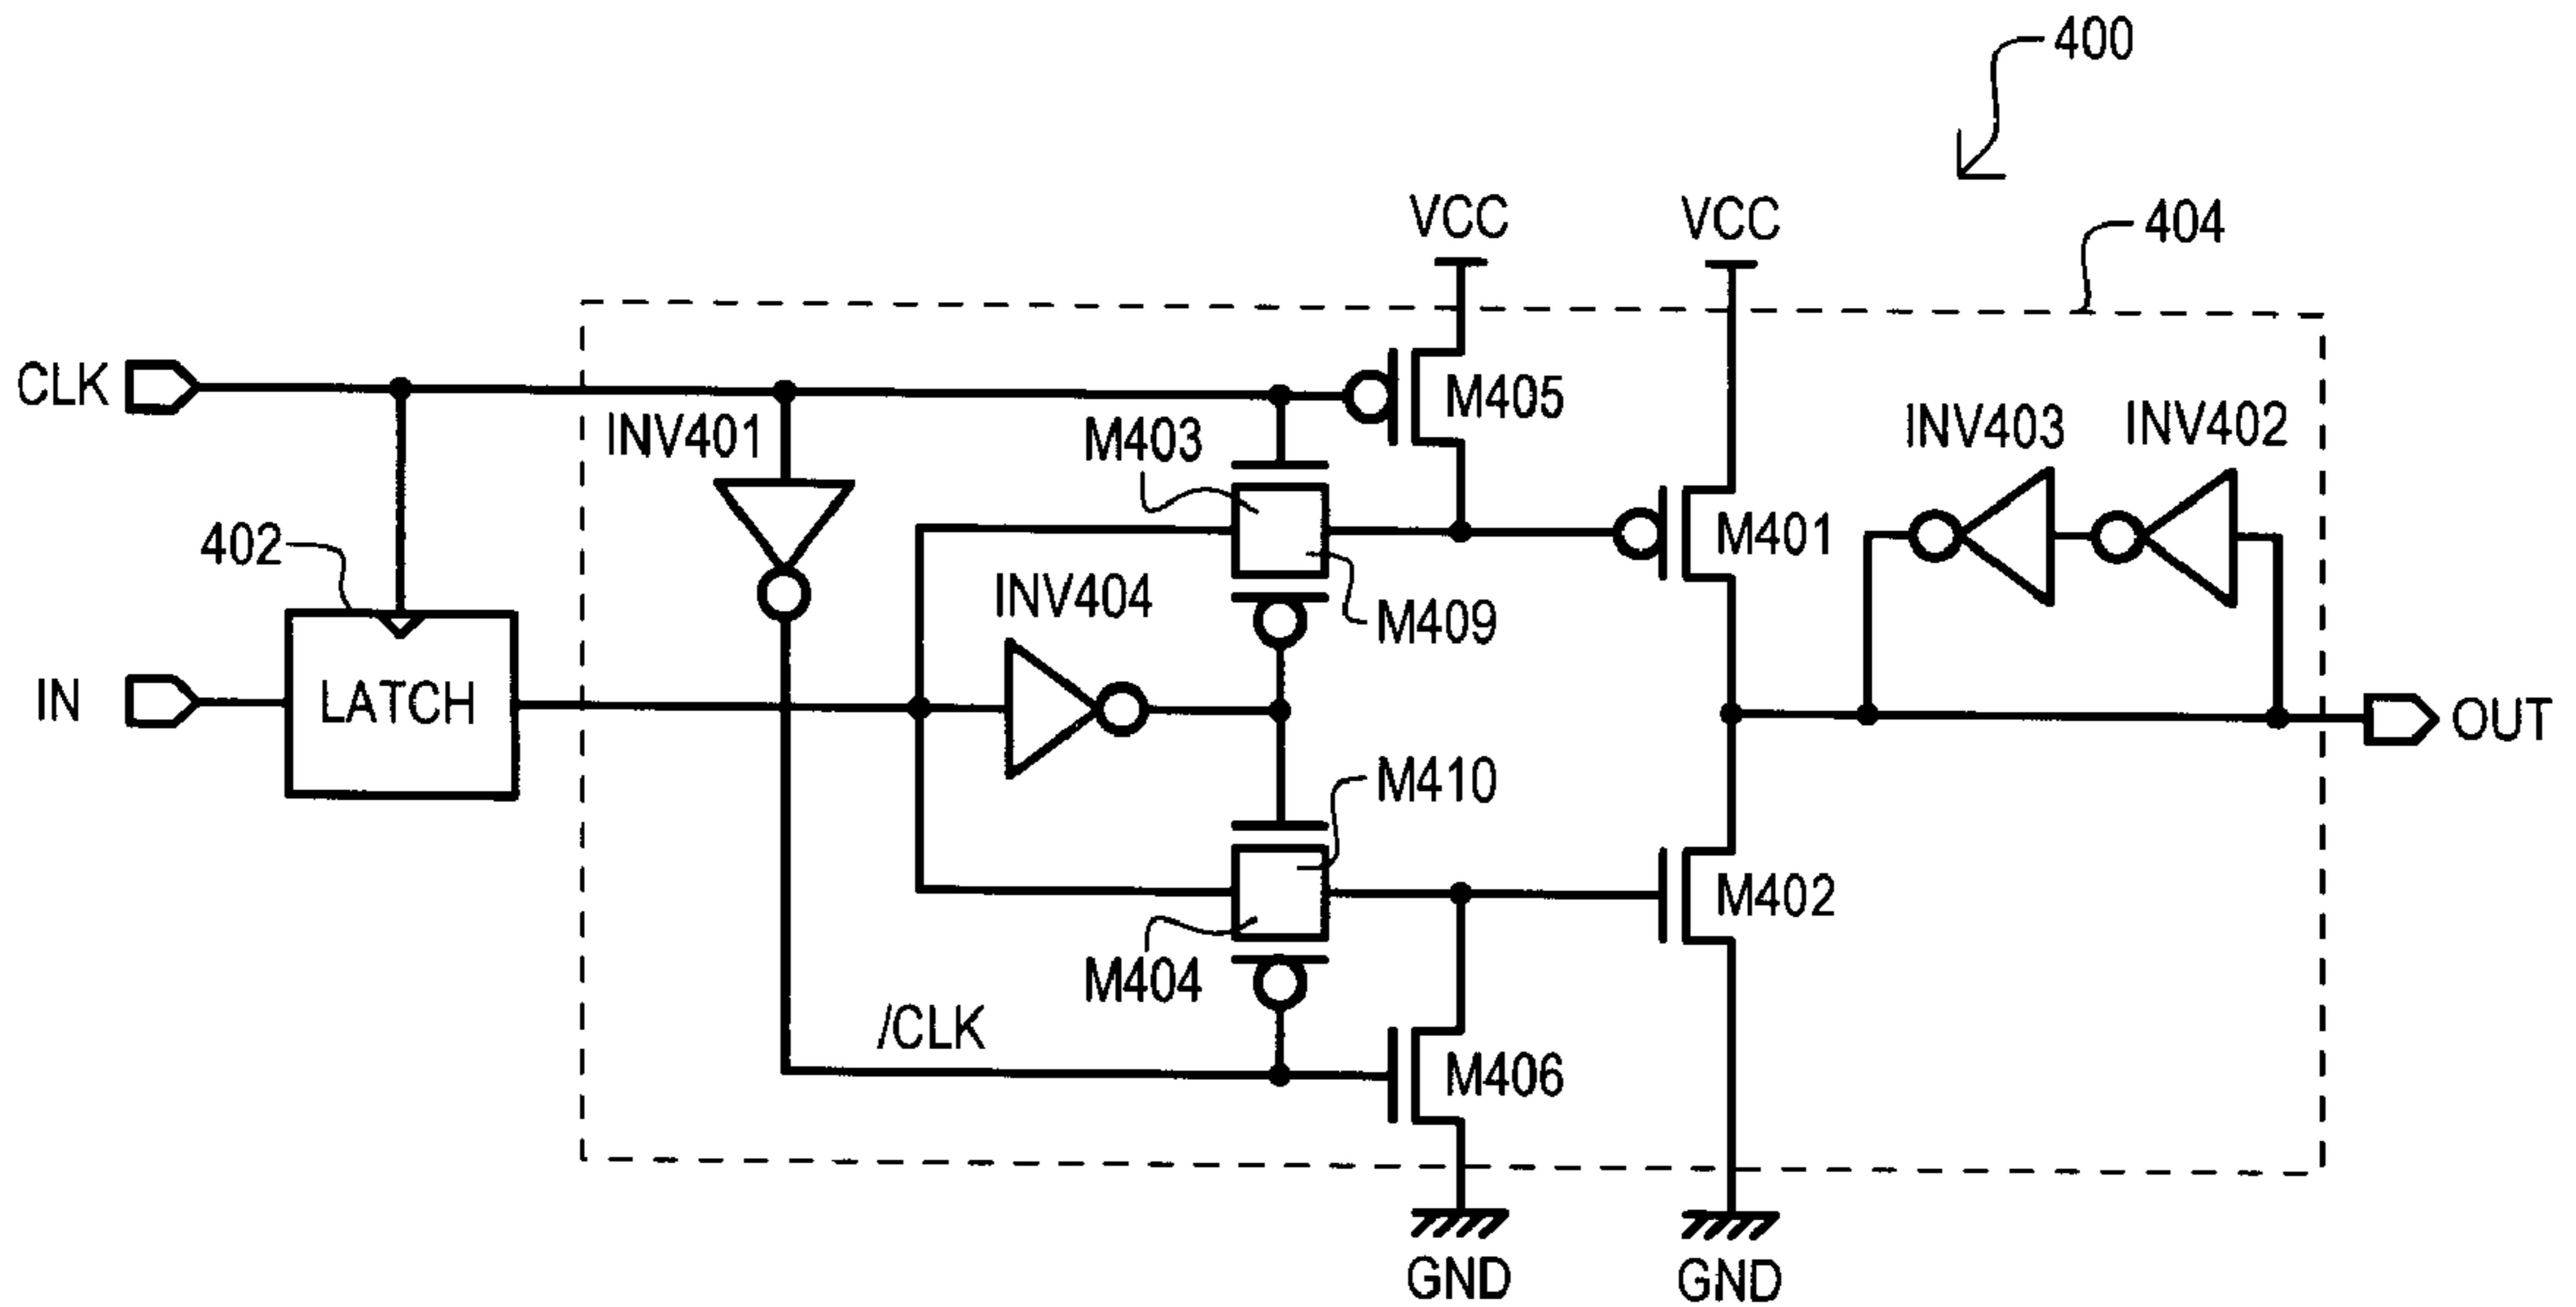 400
VCC
VCC
404
CLK
INV401
M403
M405
INV403
INV402
402
M401
INV404
M409
IN
LATCH
OUT
M410
M404
M402
/CLK
M406
GND
GND